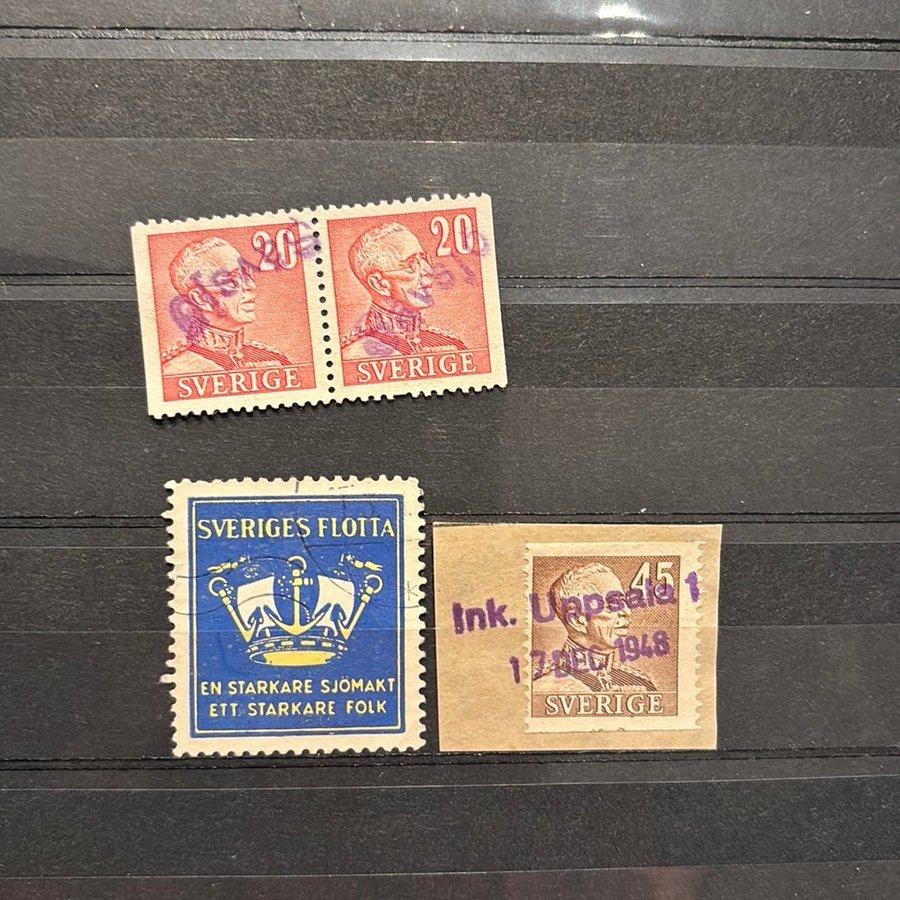 20
SVERIGE
20
SVERIGE
SVERIGES FLOTTA
EN STARKARE SJÖMAKT
ETT STARKARE FOLK
45
Ink. Uppsala 1
17 DEC 1948
SVERIGE